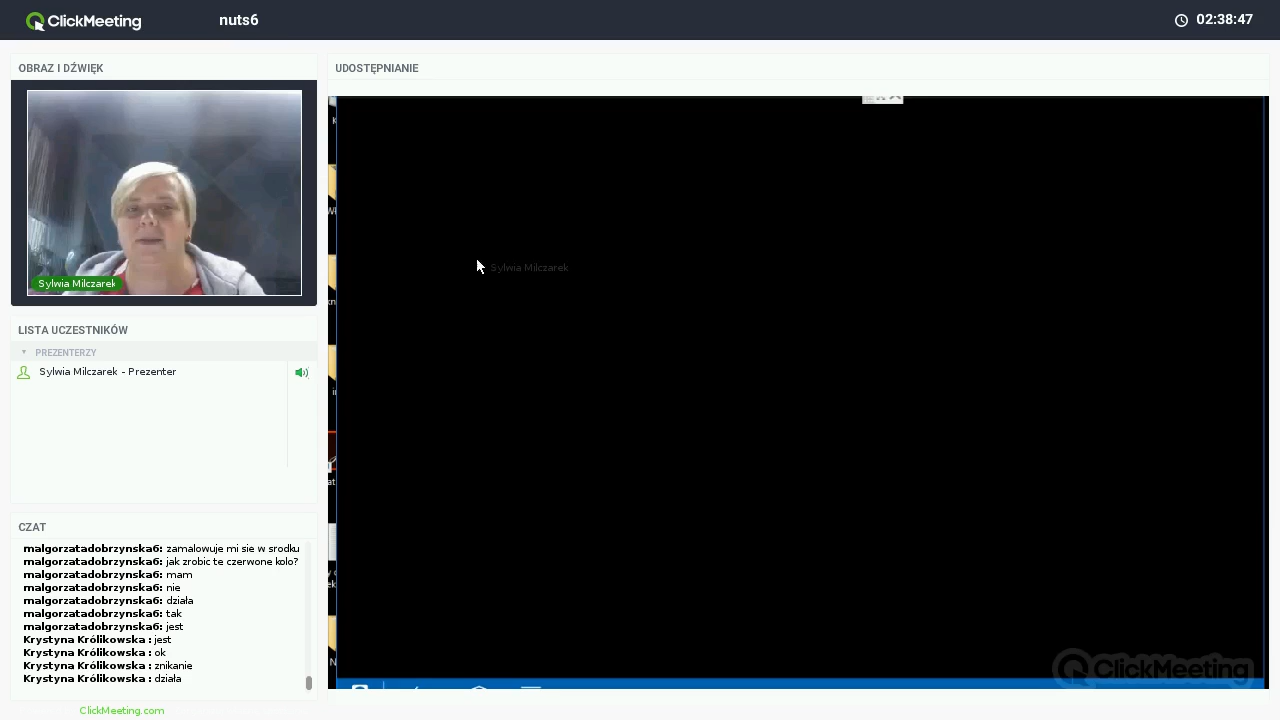 ClickMeeting
nuts6
02:38:47
OBRAZ I DŹWIĘK
UDOSTĘPNIANIE
Sylwia Milczarek
Sylwia Milczarek
LISTA UCZESTNIKÓW
PREZENTERZY
Sylwia Milczarek - Prezenter
CZAT
malgorzatadobrzynska6: zamalowuje mi sie w srodku
malgorzatadobrzynska6: jak zrobic te czerwone kolo?
malgorzatadobrzynska6: mam
malgorzatadobrzynska6: nie
malgorzatadobrzynska6: działa
malgorzatadobrzynska6: tak
malgorzatadobrzynska6: jest
Krystyna Królikowska : jest
Krystyna Królikowska : ok
Krystyna Królikowska : znikanie
Krystyna Królikowska : działa
ClickMeeting
ClickMeeting.com